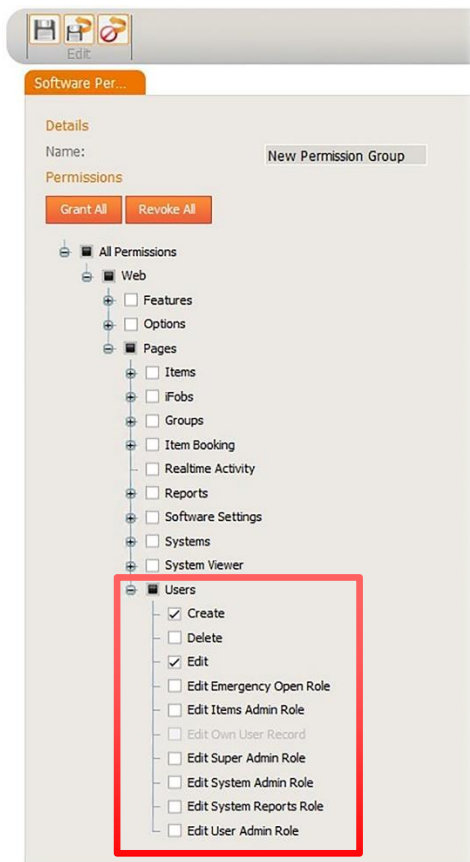 Edit
Software Per...
Details
Name:
New Permission Group
Permissions
Grant All
Revoke All
All Permissions
Web
Features
Options
Pages
Items
iFobs
Groups
Item Booking
Realtime Activity
Reports
Software Settings
Systems
System Viewer
Users
Create
Delete
Edit
Edit Emergency Open Role
Edit Items Admin Role
Edit Own User Record
Edit Super Admin Role
Edit System Admin Role
Edit System Reports Role
Edit User Admin Role